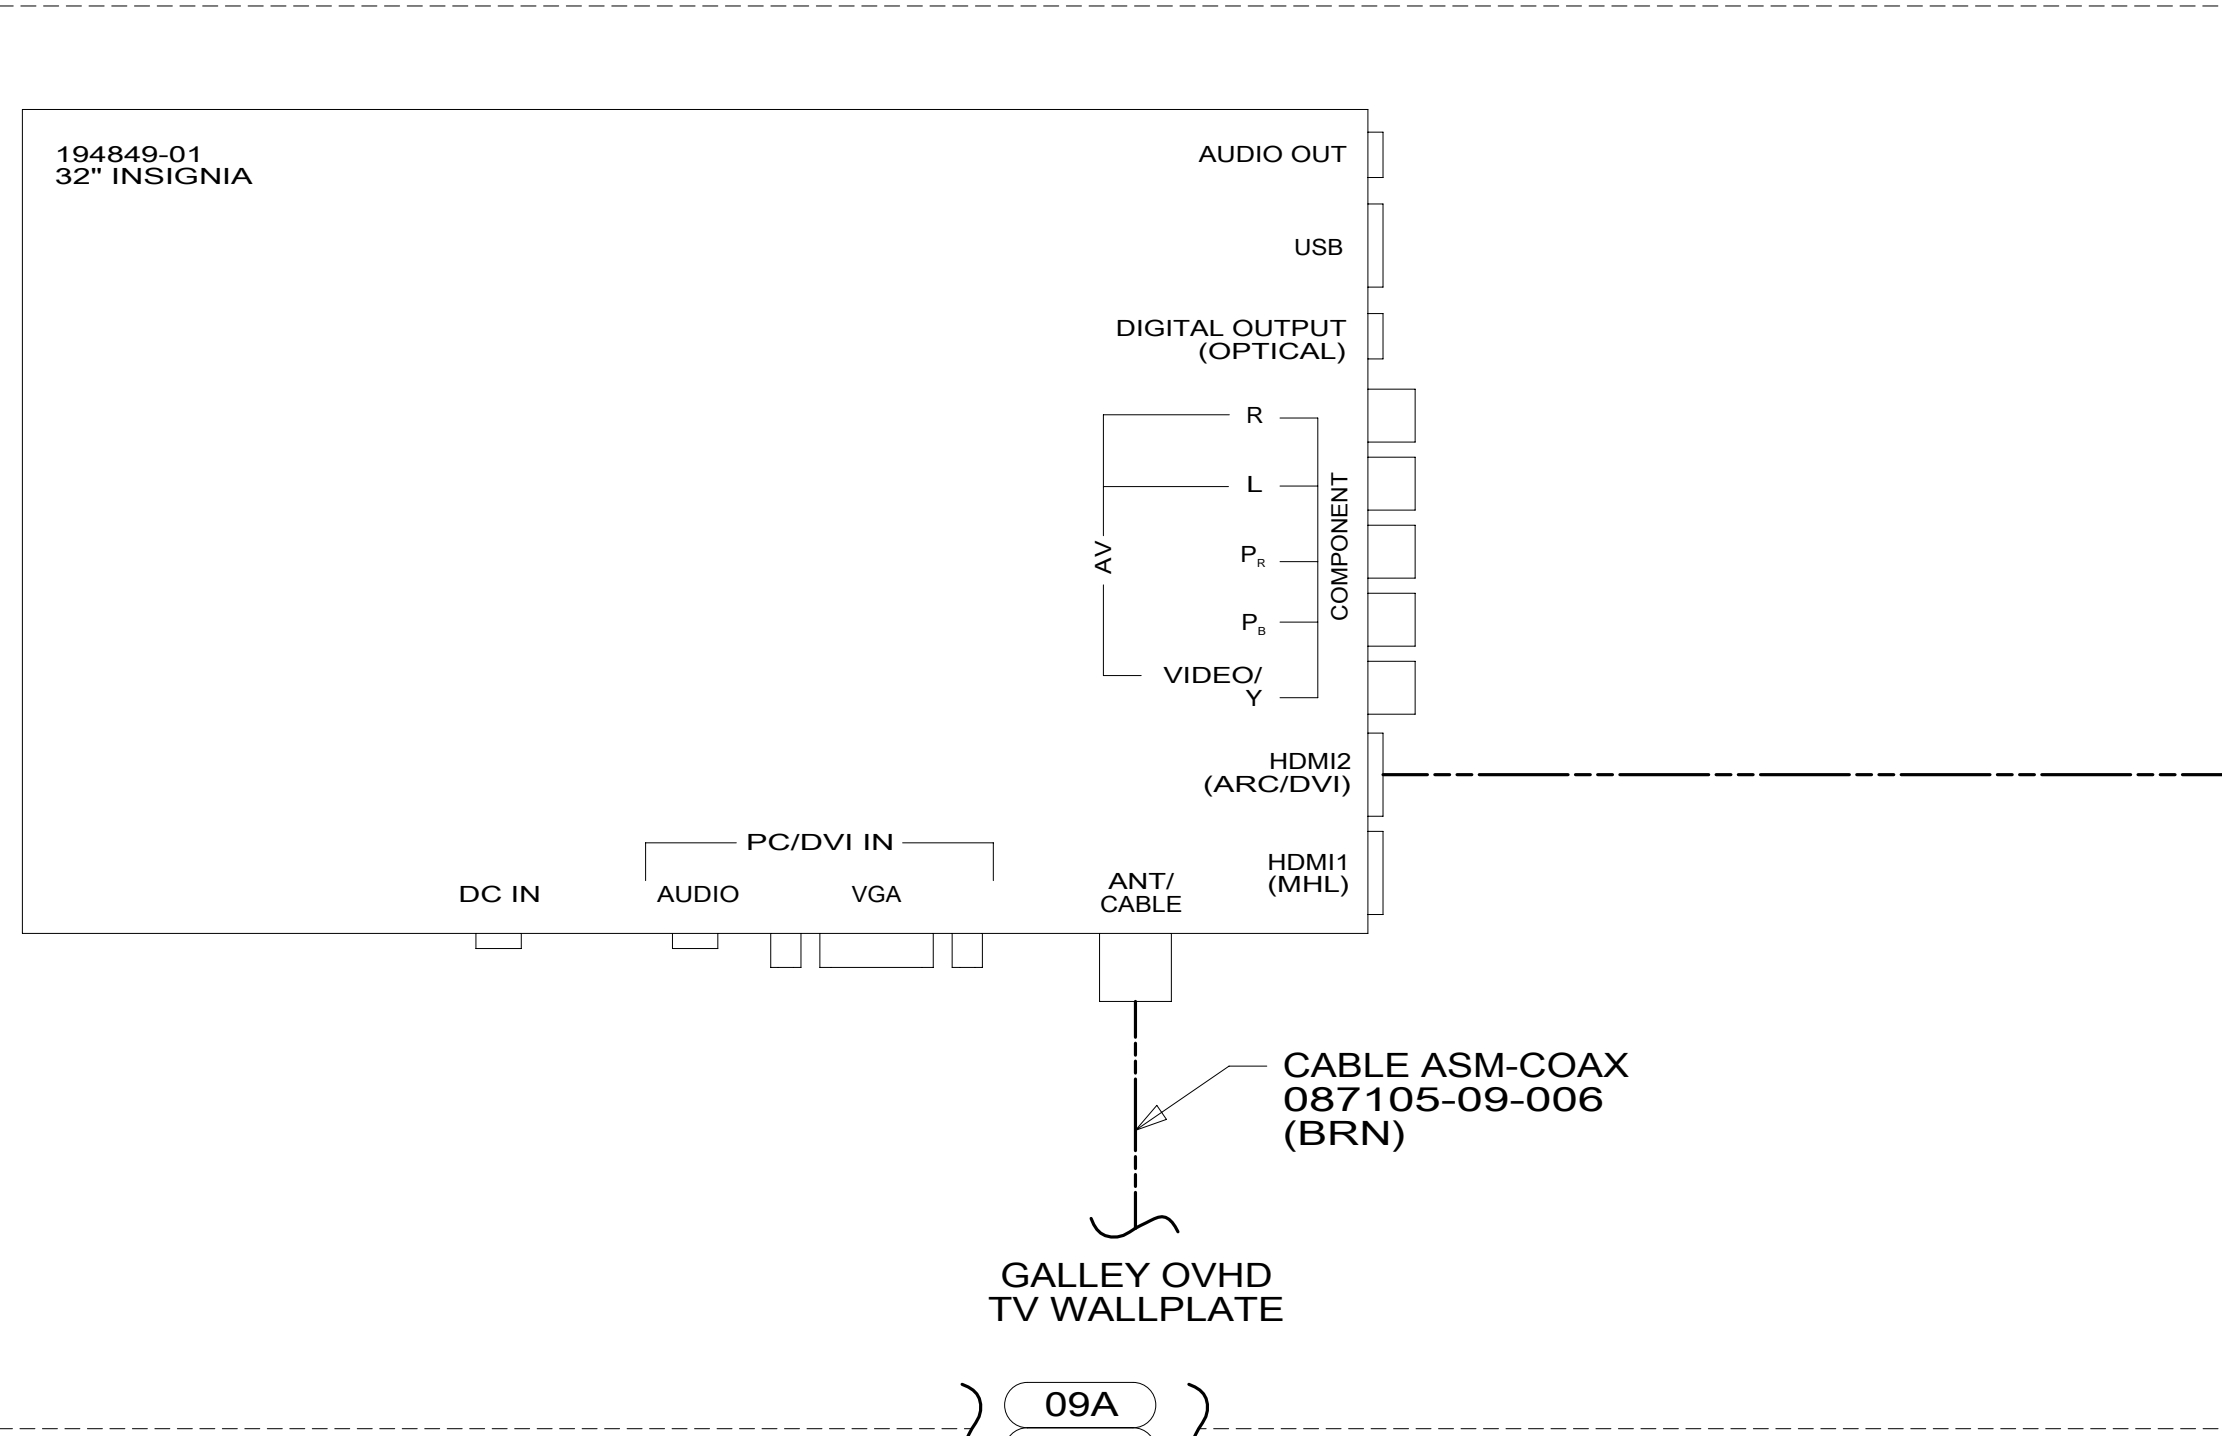 194849-01
32" INSIGNIA
AUDIO OUT
USB
DIGITAL OUTPUT
(OPTICAL)
R
L
PR
PB
VIDEO/
Y
AV
COMPONENT
HDMI2
(ARC/DVI)
HDMI1
(MHL)
PC/DVI IN
DC IN
AUDIO
VGA
ANT/
CABLE
CABLE ASM-COAX
087105-09-006
(BRN)
GALLEY OVHD
TV WALLPLATE
09A